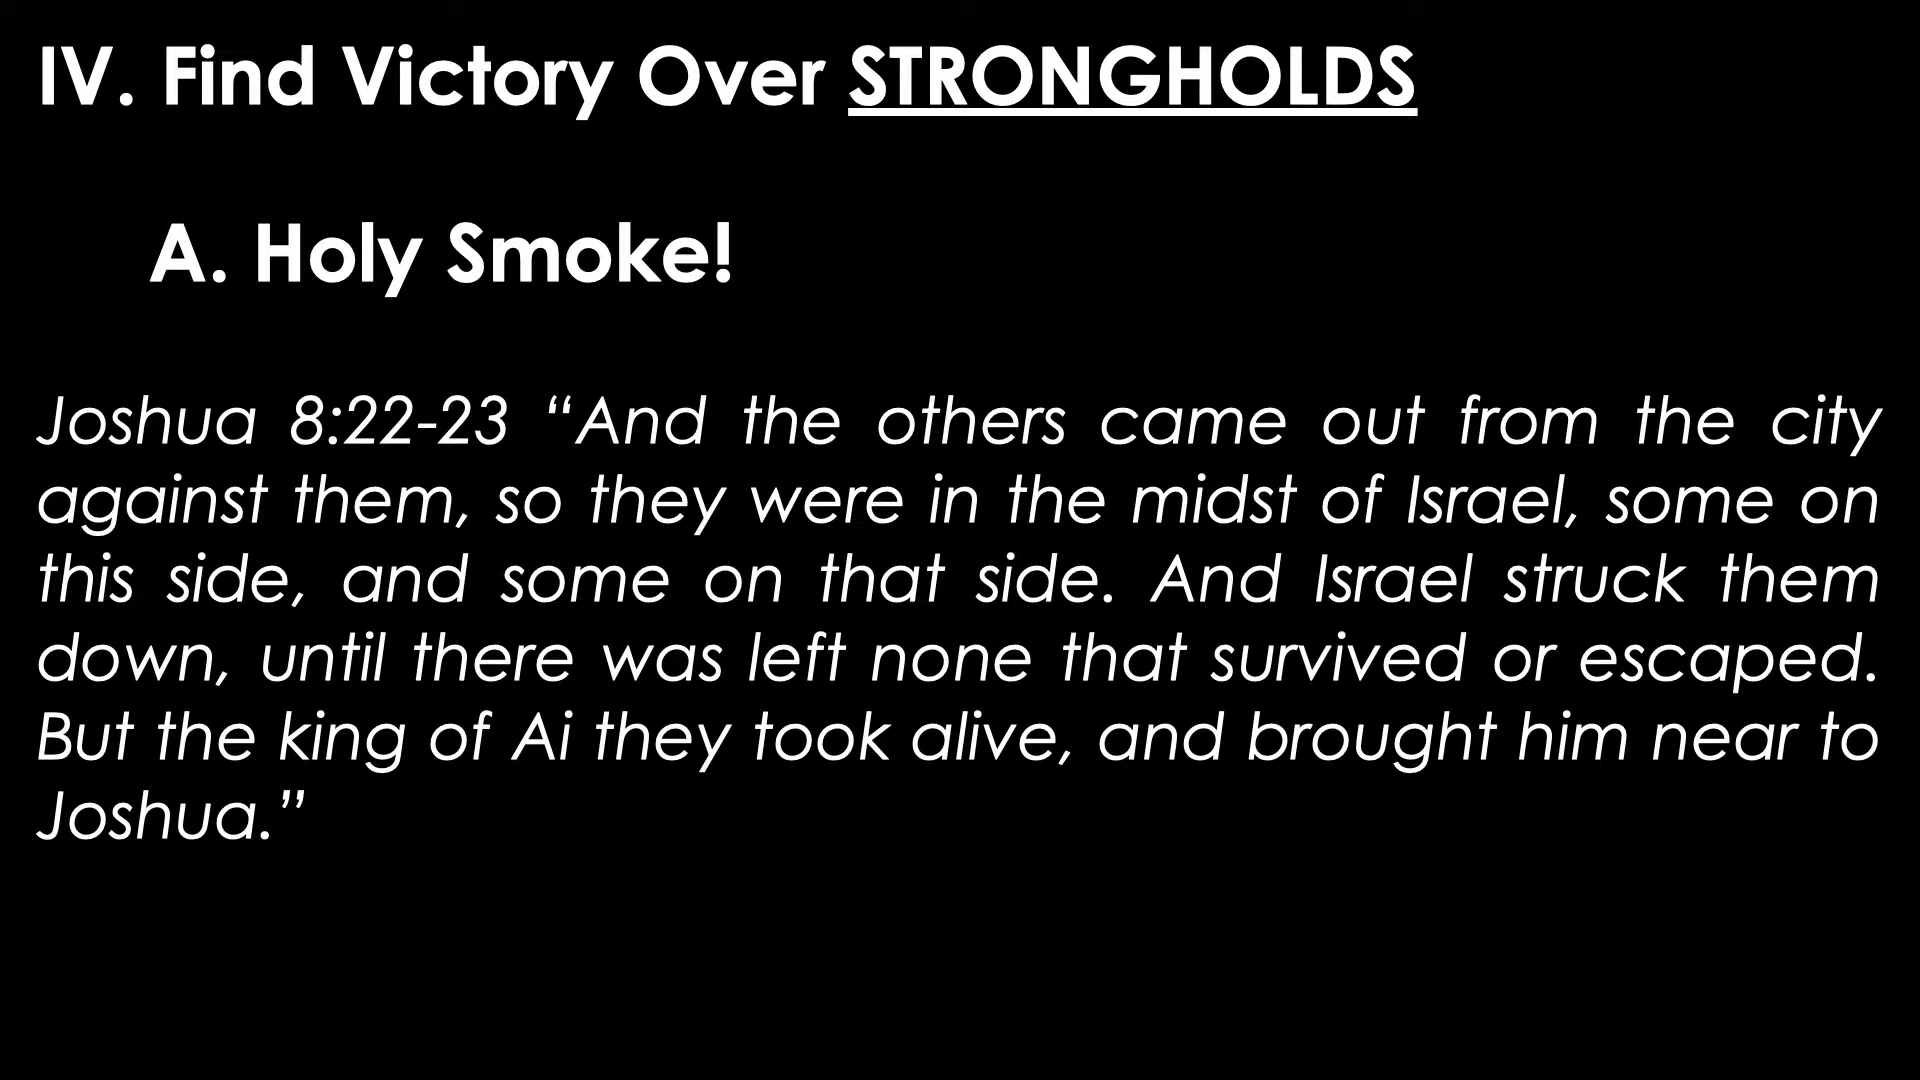 IV. Find Victory Over STRONGHOLDS
A. Holy Smoke!
Joshua 8:22-23 “And the others came out from the city
against them, so they were in the midst of Israel, some on
this side, and some on that side. And Israel struck them
down, until there was left none that survived or escaped.
But the king of Ai they took alive, and brought him near to
Joshua.”